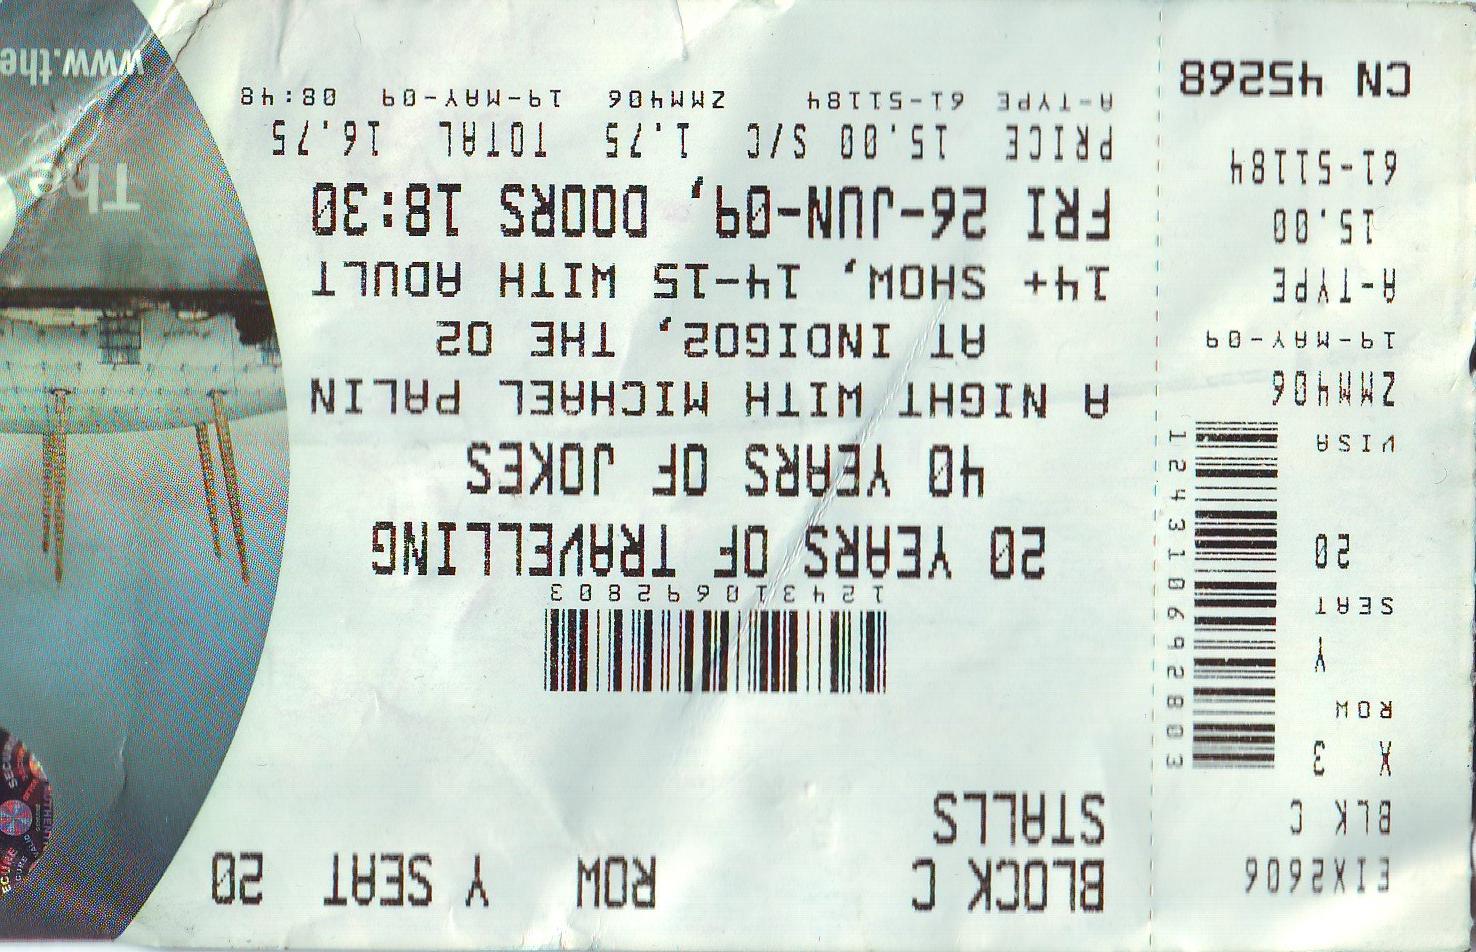 EIX2606
BLK C
X 3
ROW
Y
SEAT
20
VISA
ZMM406
19-MAY-09
A-TYPE
15.00
61-51184
CN 45268
124310692803
BLOCK C ROW Y SEAT 20
STALLS
124310692803
20 YEARS OF TRAVELLING
40 YEARS OF JOKES
A NIGHT WITH MICHAEL PALIN
AT INDIGO2, THE O2
14+ SHOW, 14-15 WITH ADULT
FRI 26-JUN-09, DOORS 18:30
PRICE 15.00 S/C 1.75 TOTAL 16.75
A-TYPE 61-51184 ZMM406 19-MAY-09 08:48
The
www.the